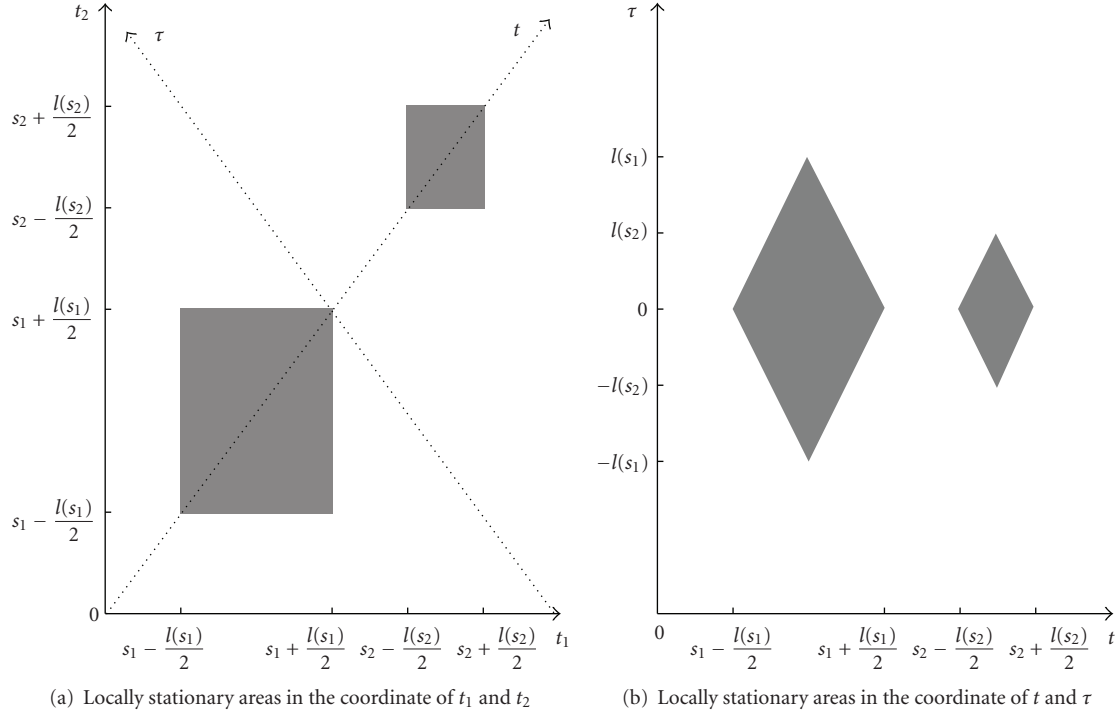 t₂
τ
t
s₂ + l(s₂)/2
s₂ − l(s₂)/2
s₁ + l(s₁)/2
s₁ − l(s₁)/2
0
s₁ − l(s₁)/2 s₁ + l(s₁)/2 s₂ − l(s₂)/2 s₂ + l(s₂)/2 t₁
(a) Locally stationary areas in the coordinate of t₁ and t₂
τ
l(s₁)
l(s₂)
0
−l(s₂)
−l(s₁)
0 s₁ − l(s₁)/2 s₁ + l(s₁)/2 s₂ − l(s₂)/2 s₂ + l(s₂)/2 t
(b) Locally stationary areas in the coordinate of t and τ